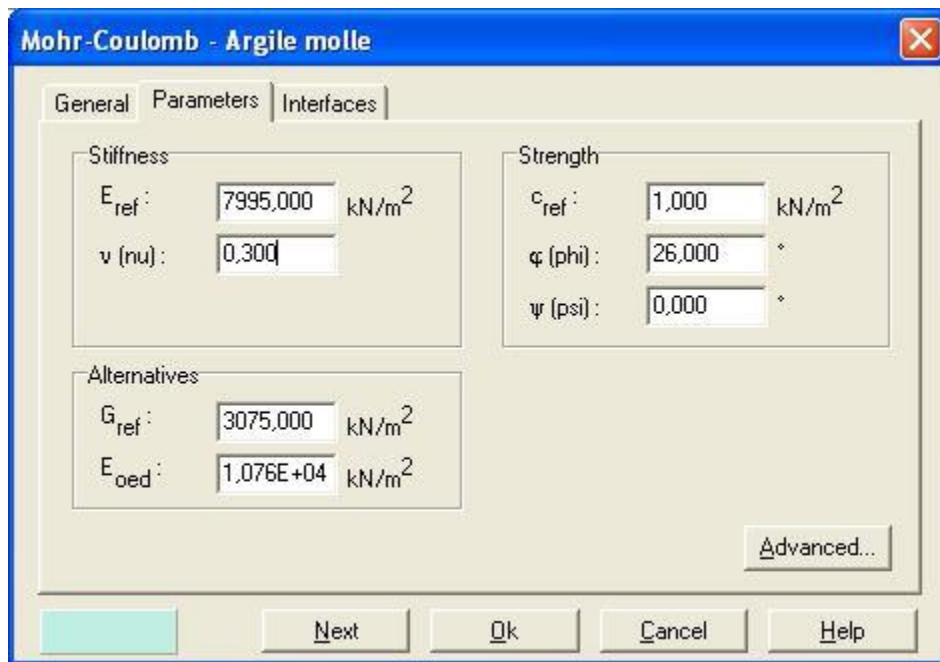 Mohr-Coulomb - Argile molle
General Parameters Interfaces
Stiffness
E ref : 7995,000 kN/m2
ν (nu) : 0,300
Strength
c ref : 1,000 kN/m2
φ (phi) : 26,000 °
ψ (psi) : 0,000 °
Alternatives
G ref : 3075,000 kN/m2
E oed : 1,076E+04 kN/m2
Advanced...
Next Ok Cancel Help